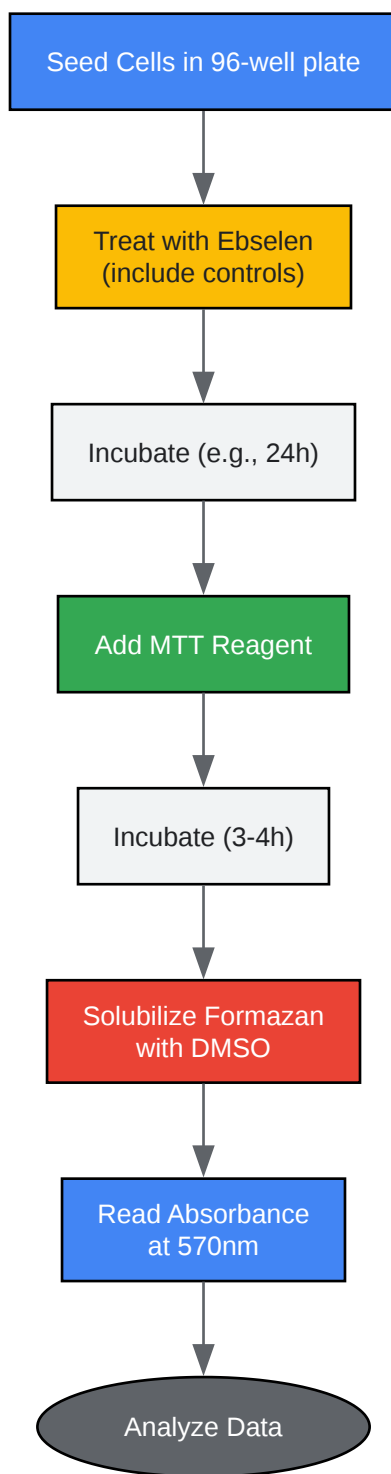 Seed Cells in 96-well plate
Treat with Ebselen
(include controls)
Incubate (e.g., 24h)
Add MTT Reagent
Incubate (3-4h)
Solubilize Formazan
with DMSO
Read Absorbance
at 570nm
Analyze Data